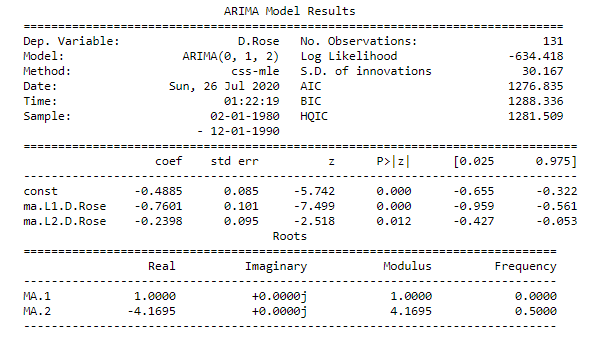 ARIMA Model Results
==============================================================================
Dep. Variable: D.Rose No. Observations: 131
Model: ARIMA(0, 1, 2) Log Likelihood -634.418
Method: css-mle S.D. of innovations 30.167
Date: Sun, 26 Jul 2020 AIC 1276.835
Time: 01:22:19 BIC 1288.336
Sample: 02-01-1980 HQIC 1281.509
- 12-01-1990
==============================================================================
coef std err z P>|z| [0.025 0.975]
------------------------------------------------------------------------------
const -0.4885 0.085 -5.742 0.000 -0.655 -0.322
ma.L1.D.Rose -0.7601 0.101 -7.499 0.000 -0.959 -0.561
ma.L2.D.Rose -0.2398 0.095 -2.518 0.012 -0.427 -0.053
Roots
=============================================================================
Real Imaginary Modulus Frequency
-----------------------------------------------------------------------------
MA.1 1.0000 +0.0000j 1.0000 0.0000
MA.2 -4.1695 +0.0000j 4.1695 0.5000
-----------------------------------------------------------------------------